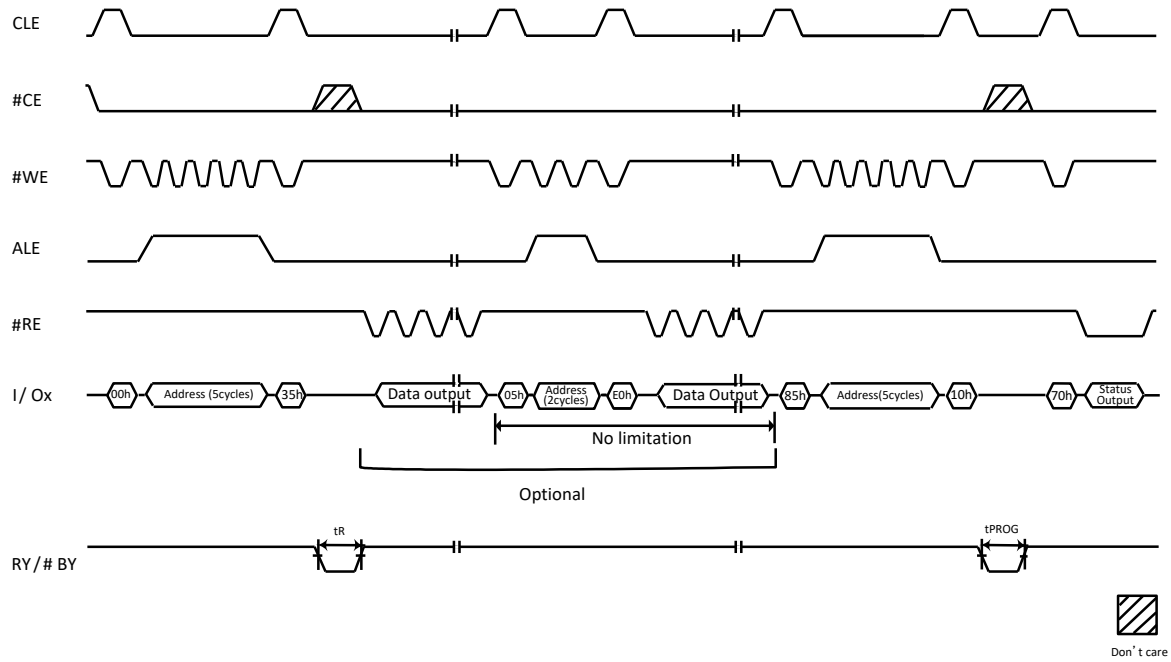 CLE
#CE
#WE
ALE
#RE
I/Ox
00h
Address (5cycles)
35h
Data output
05h
Address
(2cycles)
E0h
Data Output
85h
Address(5cycles)
10h
70h
Status
Output
No limitation
Optional
tR
tPROG
RY/# BY
Don't care